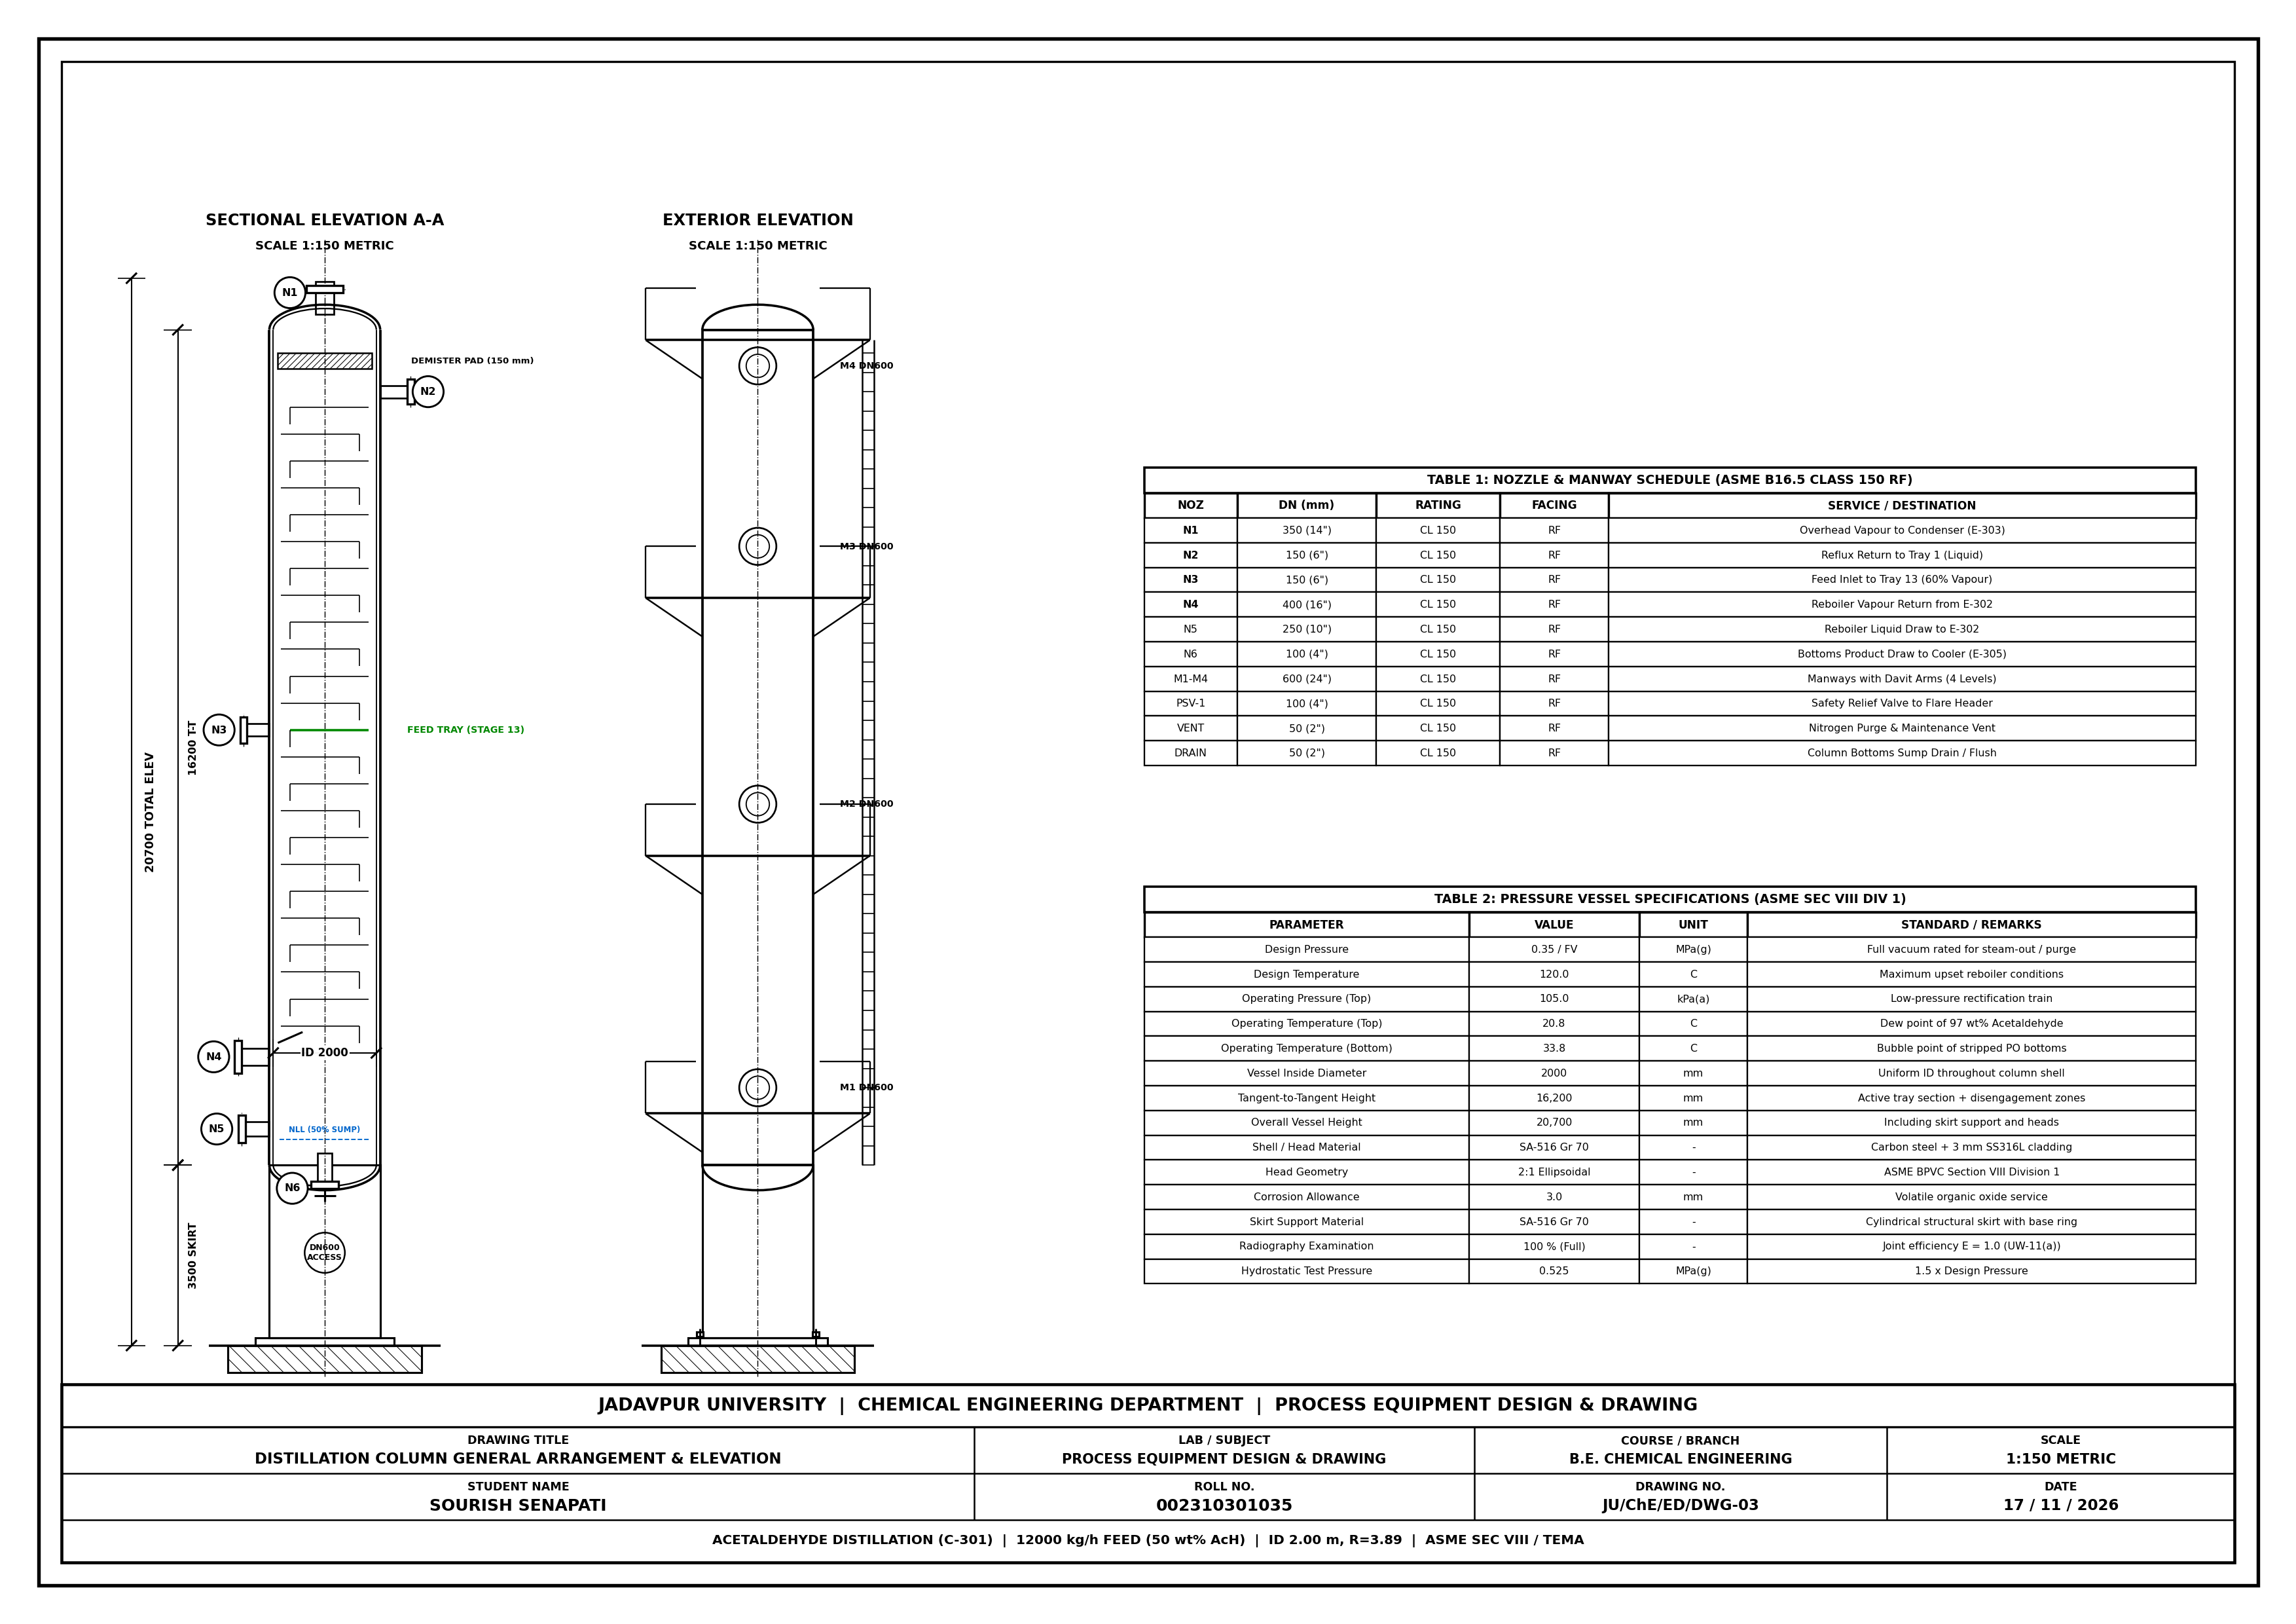 SECTIONAL ELEVATION A-A
SCALE 1:150 METRIC
EXTERIOR ELEVATION
SCALE 1:150 METRIC
N1
DEMISTER PAD (150 mm)
N2
N3
FEED TRAY (STAGE 13)
20700 TOTAL ELEV
16200 T-T
N4
ID 2000
N5
NLL (50% SUMP)
N6
DN600
ACCESS
3500 SKIRT
M4 DN600
M3 DN600
M2 DN600
M1 DN600
TABLE 1: NOZZLE & MANWAY SCHEDULE (ASME B16.5 CLASS 150 RF)
NOZ DN (mm) RATING FACING SERVICE / DESTINATION
N1 350 (14") CL 150 RF Overhead Vapour to Condenser (E-303)
N2 150 (6") CL 150 RF Reflux Return to Tray 1 (Liquid)
N3 150 (6") CL 150 RF Feed Inlet to Tray 13 (60% Vapour)
N4 400 (16") CL 150 RF Reboiler Vapour Return from E-302
N5 250 (10") CL 150 RF Reboiler Liquid Draw to E-302
N6 100 (4") CL 150 RF Bottoms Product Draw to Cooler (E-305)
M1-M4 600 (24") CL 150 RF Manways with Davit Arms (4 Levels)
PSV-1 100 (4") CL 150 RF Safety Relief Valve to Flare Header
VENT 50 (2") CL 150 RF Nitrogen Purge & Maintenance Vent
DRAIN 50 (2") CL 150 RF Column Bottoms Sump Drain / Flush
TABLE 2: PRESSURE VESSEL SPECIFICATIONS (ASME SEC VIII DIV 1)
PARAMETER VALUE UNIT STANDARD / REMARKS
Design Pressure 0.35 / FV MPa(g) Full vacuum rated for steam-out / purge
Design Temperature 120.0 C Maximum upset reboiler conditions
Operating Pressure (Top) 105.0 kPa(a) Low-pressure rectification train
Operating Temperature (Top) 20.8 C Dew point of 97 wt% Acetaldehyde
Operating Temperature (Bottom) 33.8 C Bubble point of stripped PO bottoms
Vessel Inside Diameter 2000 mm Uniform ID throughout column shell
Tangent-to-Tangent Height 16,200 mm Active tray section + disengagement zones
Overall Vessel Height 20,700 mm Including skirt support and heads
Shell / Head Material SA-516 Gr 70 - Carbon steel + 3 mm SS316L cladding
Head Geometry 2:1 Ellipsoidal - ASME BPVC Section VIII Division 1
Corrosion Allowance 3.0 mm Volatile organic oxide service
Skirt Support Material SA-516 Gr 70 - Cylindrical structural skirt with base ring
Radiography Examination 100 % (Full) - Joint efficiency E = 1.0 (UW-11(a))
Hydrostatic Test Pressure 0.525 MPa(g) 1.5 x Design Pressure
JADAVPUR UNIVERSITY | CHEMICAL ENGINEERING DEPARTMENT | PROCESS EQUIPMENT DESIGN & DRAWING
DRAWING TITLE LAB / SUBJECT COURSE / BRANCH SCALE
DISTILLATION COLUMN GENERAL ARRANGEMENT & ELEVATION PROCESS EQUIPMENT DESIGN & DRAWING B.E. CHEMICAL ENGINEERING 1:150 METRIC
STUDENT NAME ROLL NO. DRAWING NO. DATE
SOURISH SENAPATI 002310301035 JU/ChE/ED/DWG-03 17 / 11 / 2026
ACETALDEHYDE DISTILLATION (C-301) | 12000 kg/h FEED (50 wt% AcH) | ID 2.00 m, R=3.89 | ASME SEC VIII / TEMA